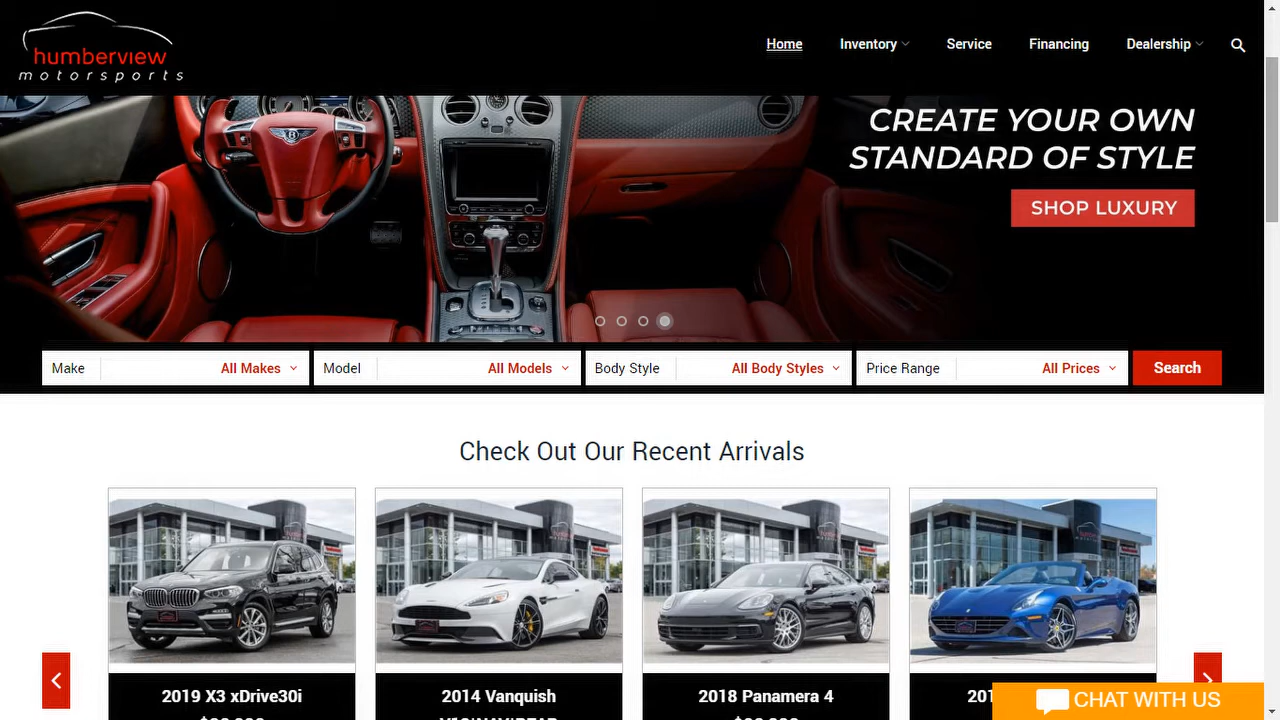 humberview
motorsports
Home
Inventory
Service
Financing
Dealership
CREATE YOUR OWN
STANDARD OF STYLE
SHOP LUXURY
Make
All Makes
Model
All Models
Body Style
All Body Styles
Price Range
All Prices
Search
Check Out Our Recent Arrivals
2019 X3 xDrive30i
2014 Vanquish
2018 Panamera 4
CHAT WITH US